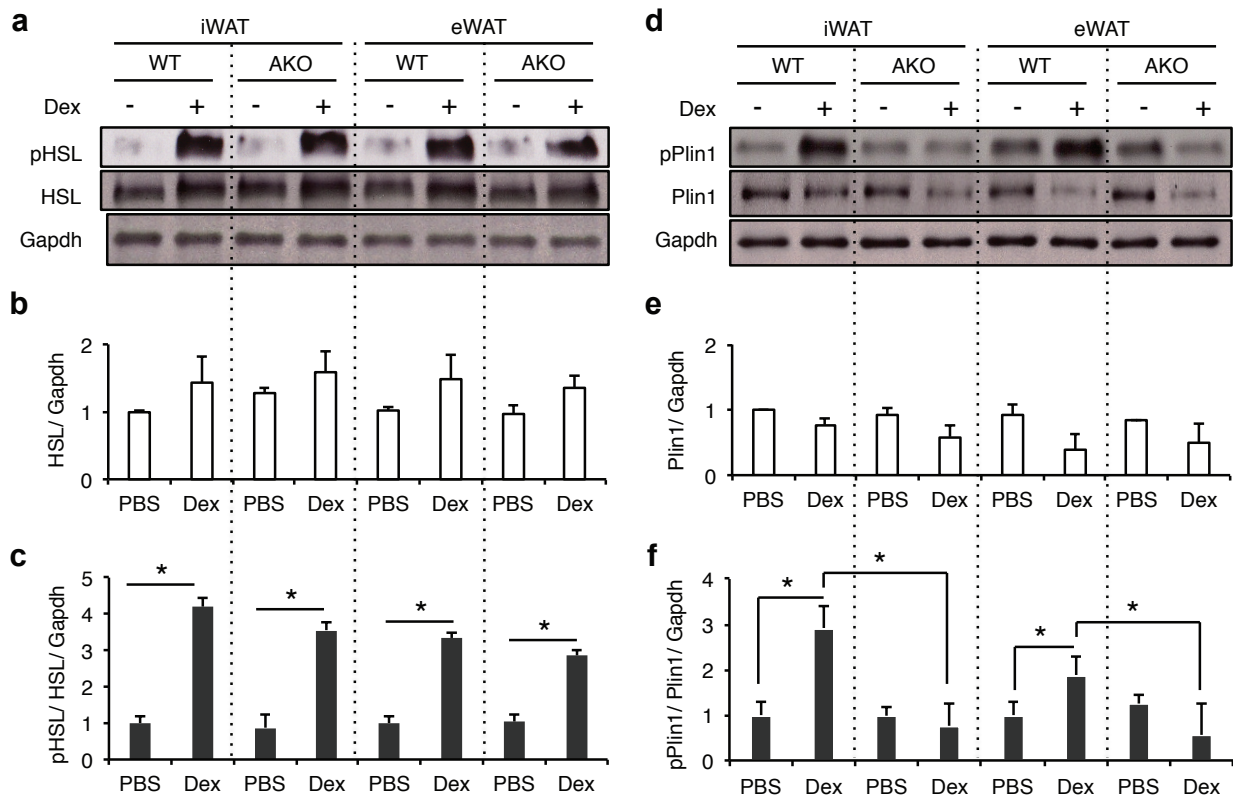 a
iWAT eWAT
WT AKO WT AKO
Dex - + - + - + - +
pHSL
HSL
Gapdh
b
HSL/ Gapdh
2
1
0
PBS Dex PBS Dex PBS Dex PBS Dex
c
pHSL/ HSL/ Gapdh
5
4
3
2
1
0
* * * *
PBS Dex PBS Dex PBS Dex PBS Dex
d
iWAT eWAT
WT AKO WT AKO
Dex - + - + - + - +
pPlin1
Plin1
Gapdh
e
Plin1/ Gapdh
2
1
0
PBS Dex PBS Dex PBS Dex PBS Dex
f
pPlin1/ Plin1/ Gapdh
4
3
2
1
0
* * * *
PBS Dex PBS Dex PBS Dex PBS Dex